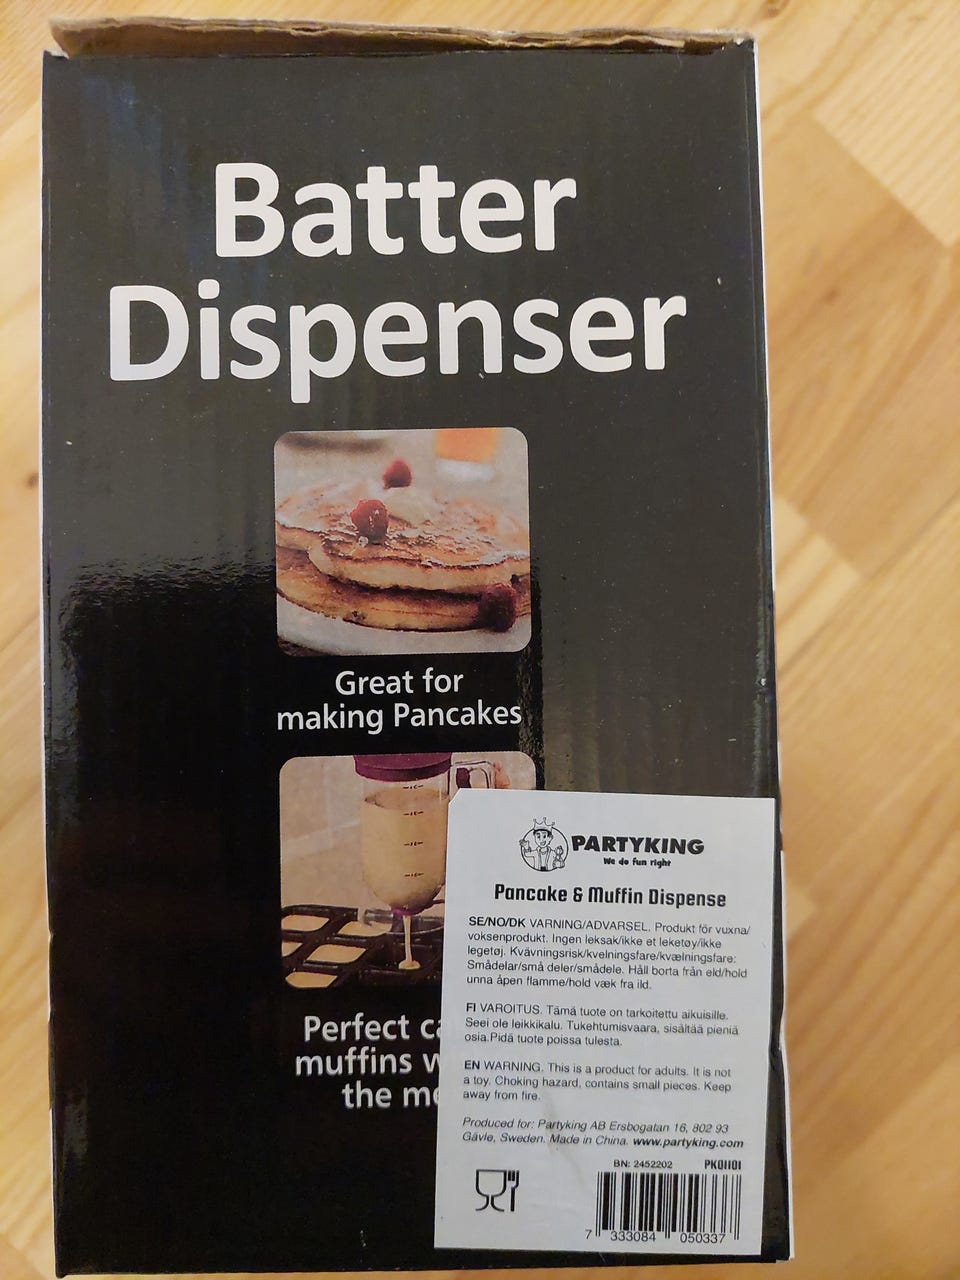 Batter
Dispenser
Great for
making Pancakes
Perfect
muffins
the
PARTYKING
We do fun right
Pancake & Muffin Dispense
SE/NO/DK VARNING/ADVARSEL. Produkt för vuxna/
voksenprodukt. Ingen leksak/ikke et leketøy/ikke
legetøj. Kvävningsrisk/kvelningsfare/kvælningsfare:
Smådelar/små deler/smådele. Håll borta från eld/hold
unna åpen flamme/hold væk fra ild.
FI VAROITUS. Tämä tuote on tarkoitettu aikuisille.
Seei ole leikkikalu. Tukehtumisvaara, sisältää pieniä
osia.Pidä tuote poissa tulesta.
EN WARNING. This is a product for adults. It is not
a toy. Choking hazard, contains small pieces. Keep
away from fire.
Produced for: Partyking AB Ersbogatan 16, 802 93
Gävle, Sweden. Made in China. www.partyking.com
BN: 2452202 PK01101
7 333084 050337